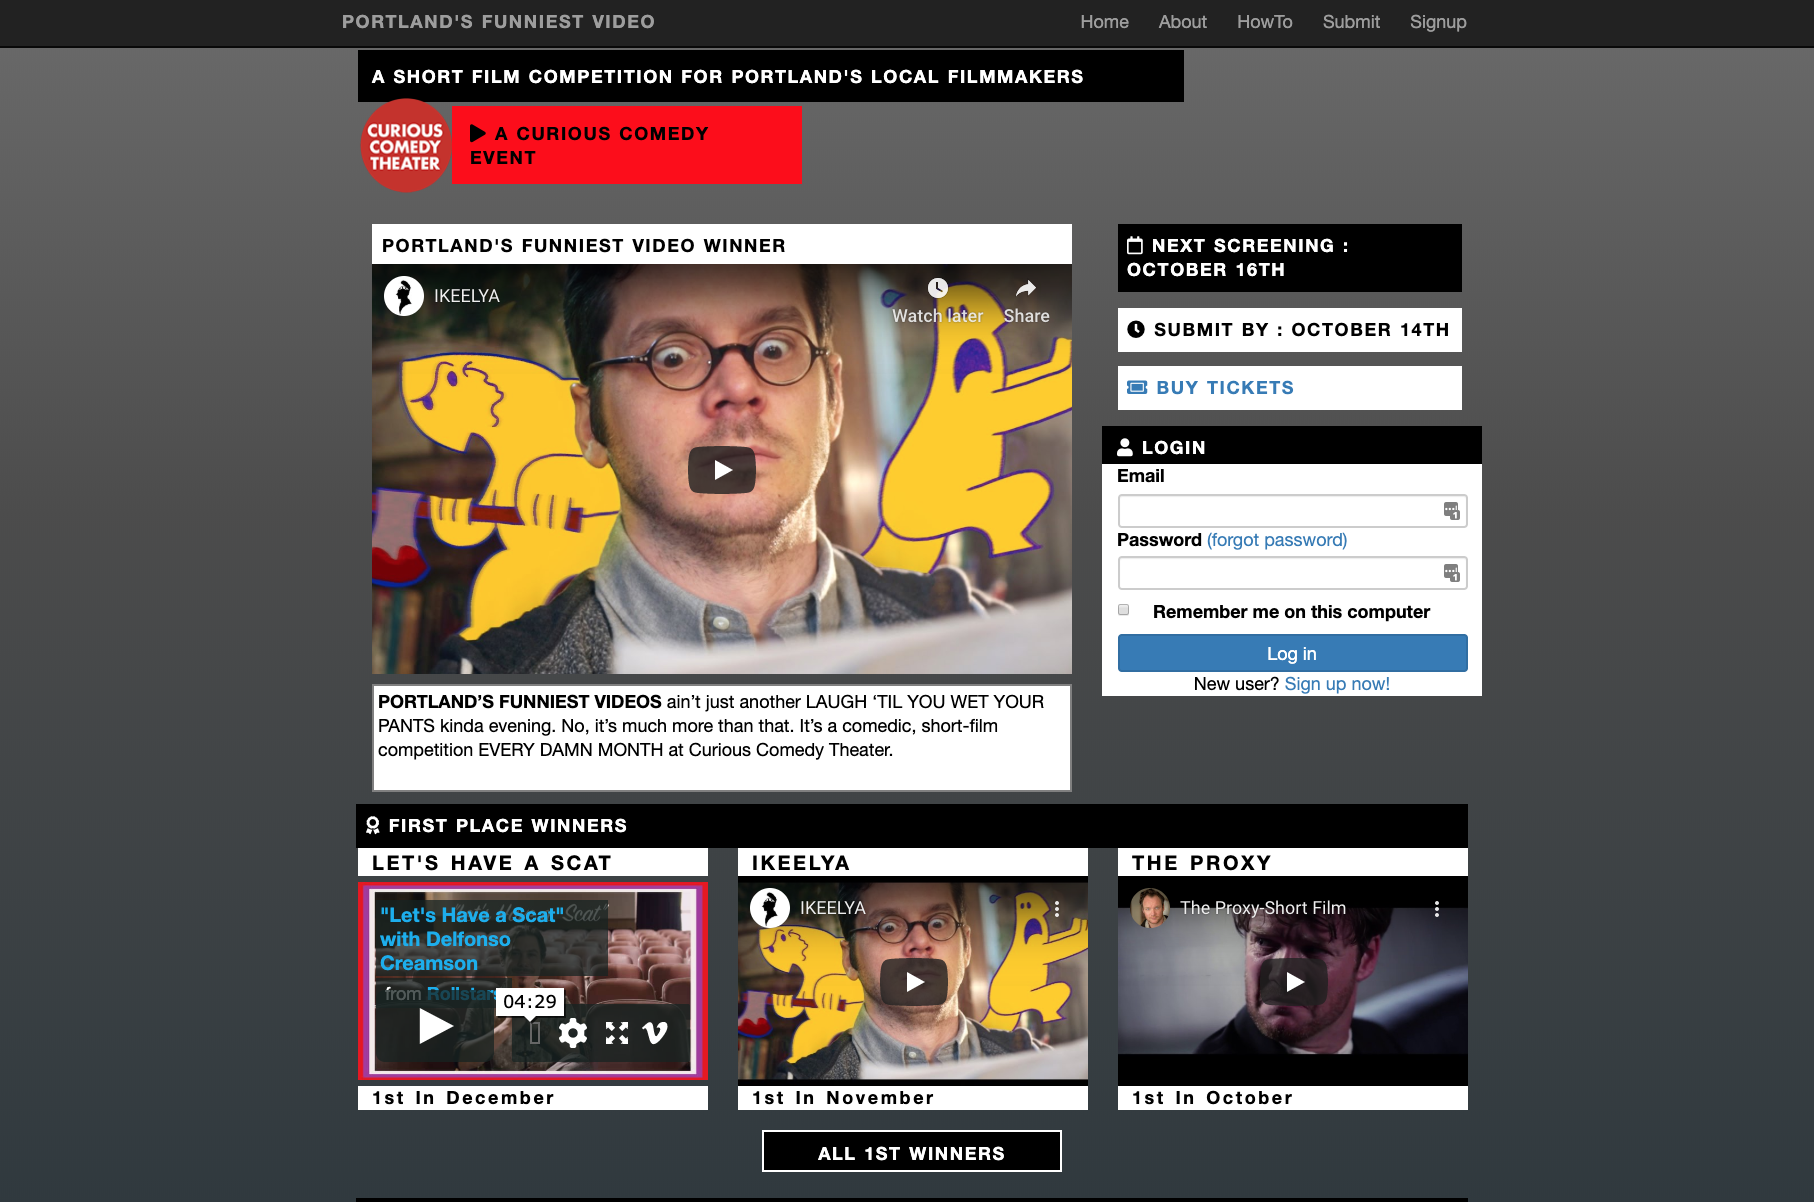 PORTLAND'S FUNNIEST VIDEO
Home About HowTo Submit Signup
A SHORT FILM COMPETITION FOR PORTLAND'S LOCAL FILMMAKERS
CURIOUS
COMEDY
THEATER
A CURIOUS COMEDY
EVENT
PORTLAND'S FUNNIEST VIDEO WINNER
IKEELYA
Watch later Share
PORTLAND’S FUNNIEST VIDEOS ain’t just another LAUGH ‘TIL YOU WET YOUR
PANTS kinda evening. No, it’s much more than that. It’s a comedic, short-film
competition EVERY DAMN MONTH at Curious Comedy Theater.
NEXT SCREENING :
OCTOBER 16TH
SUBMIT BY : OCTOBER 14TH
BUY TICKETS
LOGIN
Email
Password (forgot password)
Remember me on this computer
Log in
New user? Sign up now!
FIRST PLACE WINNERS
LET'S HAVE A SCAT
"Let's Have a Scat"
with Delfonso
Creamson
from
04:29
1st In December
IKEELYA
IKEELYA
1st In November
THE PROXY
The Proxy-Short Film
1st In October
ALL 1ST WINNERS